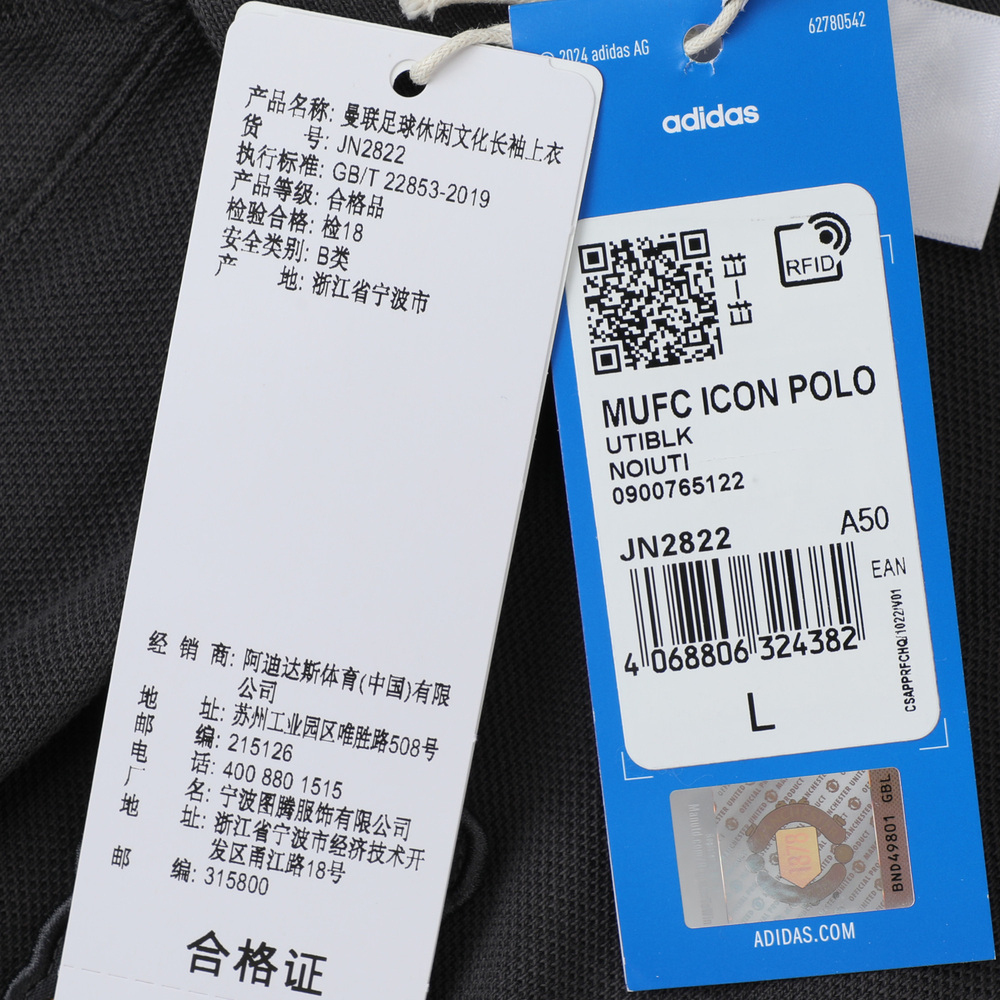 产品名称: 曼联足球休闲文化长袖上衣
货 号: JN2822
执行标准: GB/T 22853-2019
产品等级: 合格品
检验合格: 检18
安全类别: B类
产 地: 浙江省宁波市
经 销 商: 阿迪达斯体育(中国)有限
公司
地 址: 苏州工业园区唯胜路508号
邮 编: 215126
电 话: 400 880 1515
厂 名: 宁波图腾服饰有限公司
地 址: 浙江省宁波市经济技术开
发区甬江路18号
邮 编: 315800
合格证
© 2024 adidas AG
62780542
adidas
扫一扫
RFID
MUFC ICON POLO
UTIBLK
NOIUTI
0900765122
JN2822
A50
EAN
4 068806 324382
CSAPPRFCHQ/1022/V01
L
1878
BND49801 GBL
ADIDAS.COM